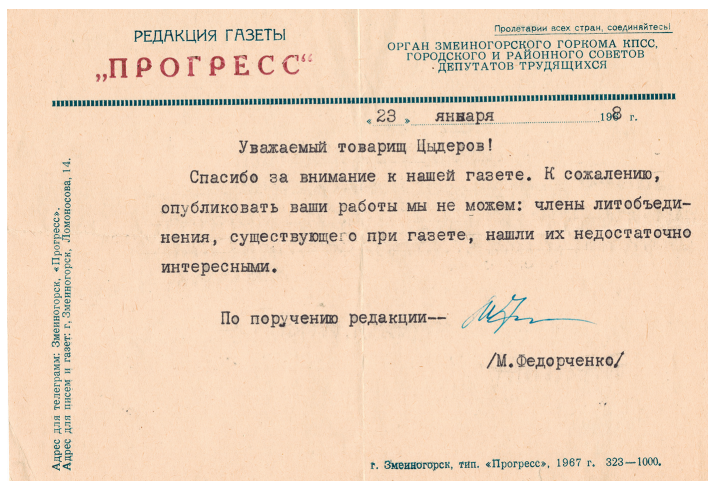 Пролетарии всех стран, соединяйтесь!
РЕДАКЦИЯ ГАЗЕТЫ
„ПРОГРЕСС“
ОРГАН ЗМЕИНОГОРСКОГО ГОРКОМА КПСС,
ГОРОДСКОГО И РАЙОННОГО СОВЕТОВ
ДЕПУТАТОВ ТРУДЯЩИХСЯ
«23» января 1968 г.
Уважаемый товарищ Цыдеров!
Спасибо за внимание к нашей газете. К сожалению,
опубликовать ваши работы мы не можем: члены литобъеди-
нения, существующего при газете, нашли их недостаточно
интересными.
По поручению редакции--
/М.Федорченко/
Адрес для телеграмм: Змеиногорск, «Прогресс».
Адрес для писем и газет: г. Змеиногорск, Ломоносова, 14.
г. Змеиногорск, тип. «Прогресс», 1967 г. 323—1000.